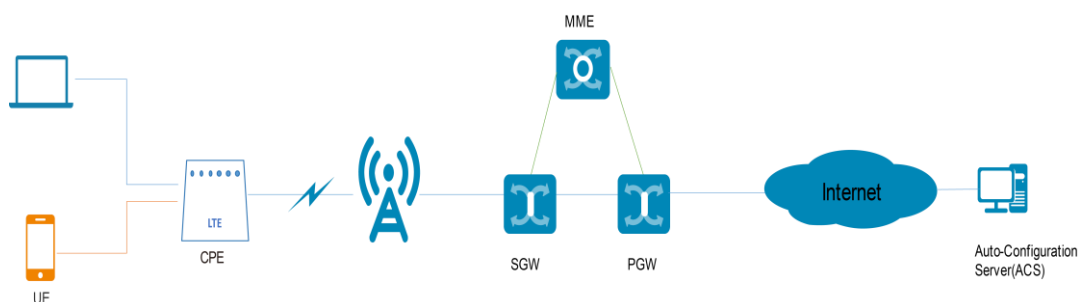 MME
Internet
LTE
CPE
SGW
PGW
Auto-Configuration
Server(ACS)
UE